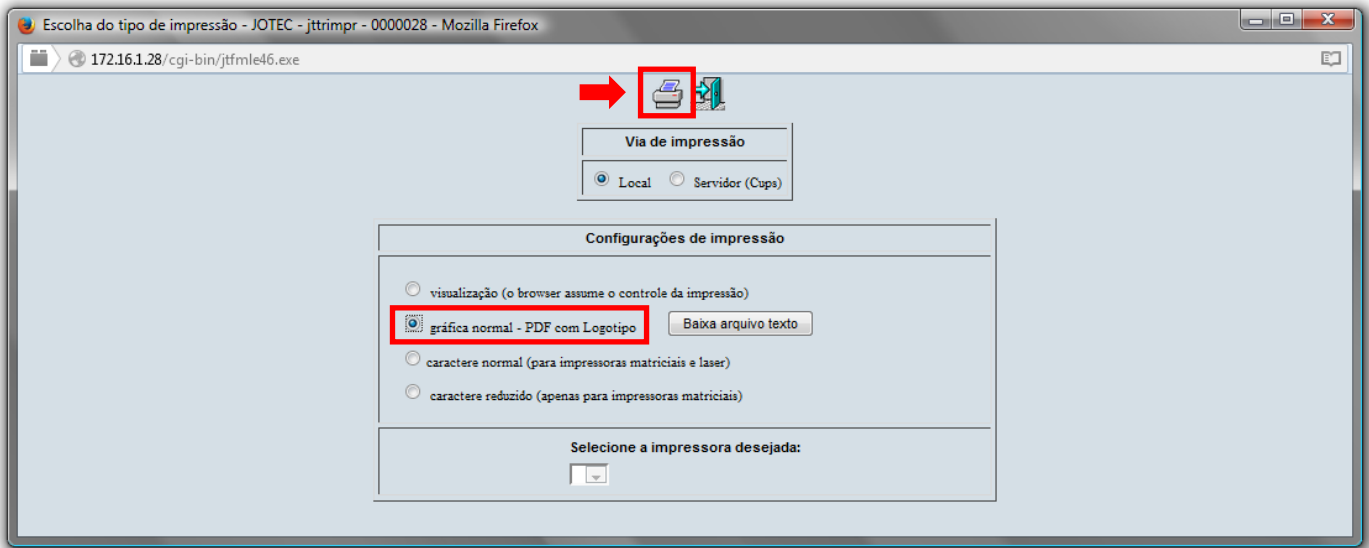 Escolha do tipo de impressão - JOTEC - jttrimpr - 0000028 - Mozilla Firefox
172.16.1.28/cgi-bin/jtfmle46.exe
Via de impressão
Local Servidor (Cups)
Configurações de impressão
visualização (o browser assume o controle da impressão)
gráfica normal - PDF com Logotipo Baixa arquivo texto
caractere normal (para impressoras matriciais e laser)
caractere reduzido (apenas para impressoras matriciais)
Selecione a impressora desejada: